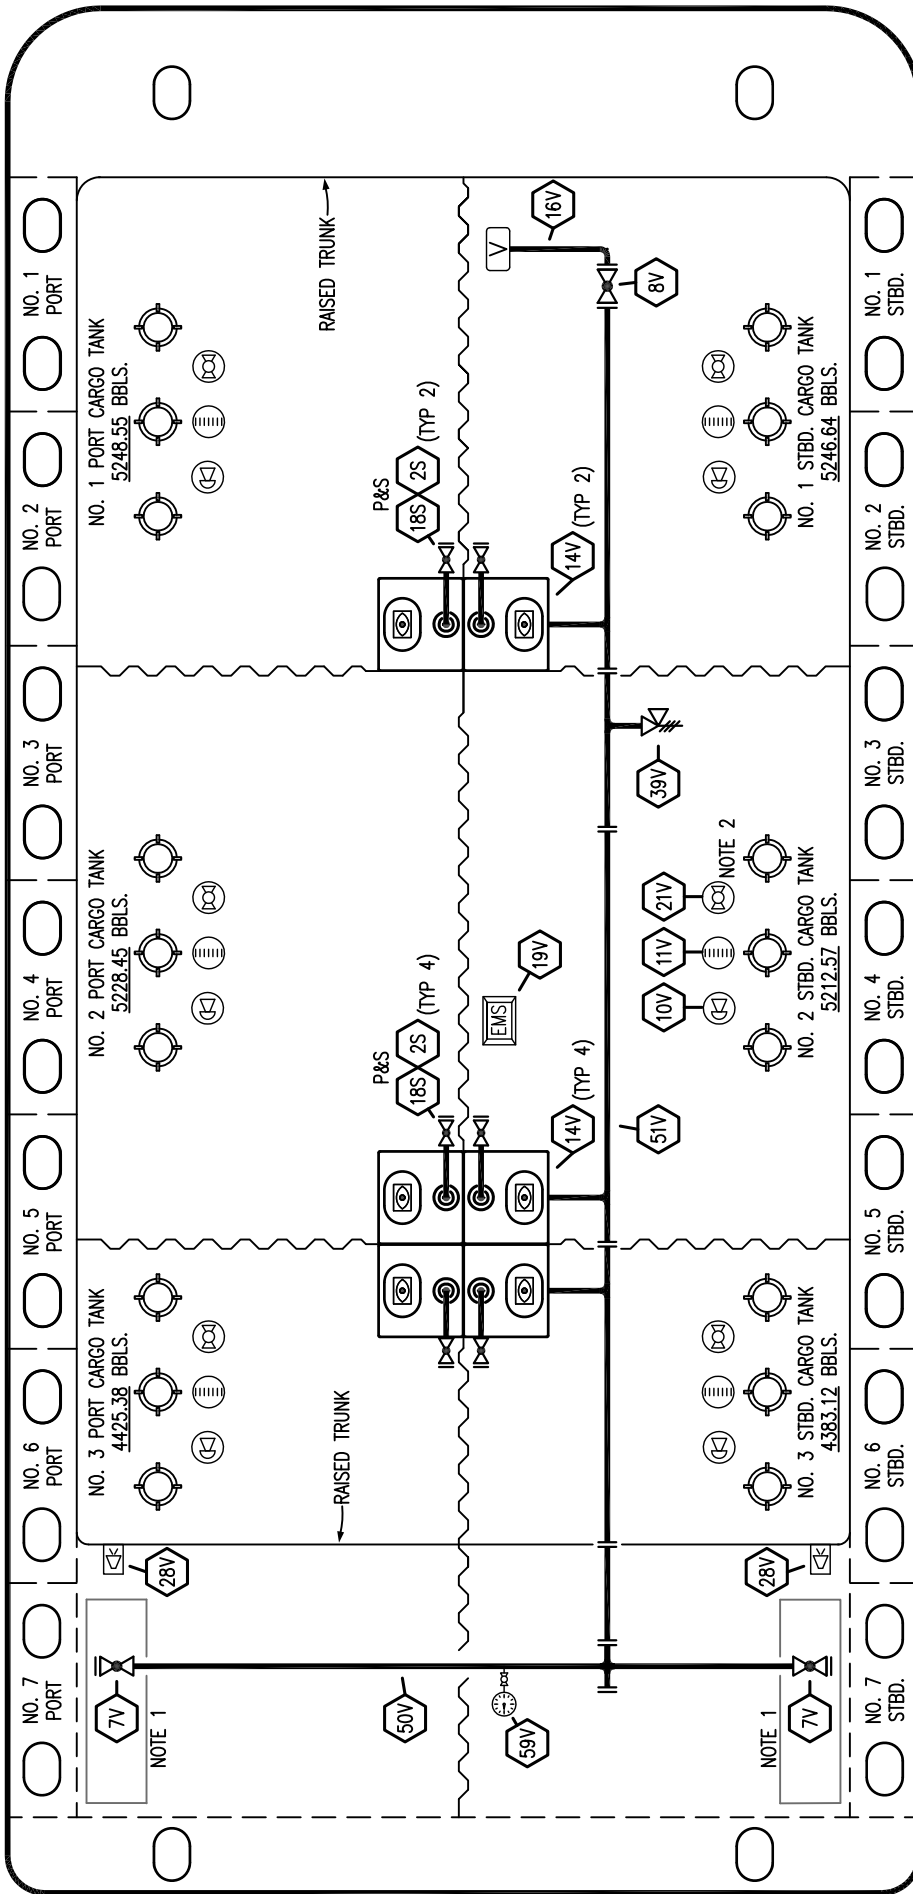 NO. 1
PORT
NO. 2
PORT
NO. 3
PORT
NO. 4
PORT
NO. 5
PORT
NO. 6
PORT
NO. 7
PORT
NO. 1 PORT CARGO TANK
5248.55 BBLS.
NO. 2 PORT CARGO TANK
5228.45 BBLS.
NO. 3 PORT CARGO TANK
4425.38 BBLS.
RAISED TRUNK
RAISED TRUNK
P&S
18S 2S (TYP 2)
P&S
18S 2S (TYP 4)
V
16V
8V
14V (TYP 2)
39V
EMS
19V
14V (TYP 4)
51V
21V
11V
10V
NOTE 2
28V
28V
7V
NOTE 1
50V
59V
7V
NOTE 1
NO. 1 STBD. CARGO TANK
5246.64 BBLS.
NO. 2 STBD. CARGO TANK
5212.57 BBLS.
NO. 3 STBD. CARGO TANK
4383.12 BBLS.
NO. 1
STBD.
NO. 2
STBD.
NO. 3
STBD.
NO. 4
STBD.
NO. 5
STBD.
NO. 6
STBD.
NO. 7
STBD.